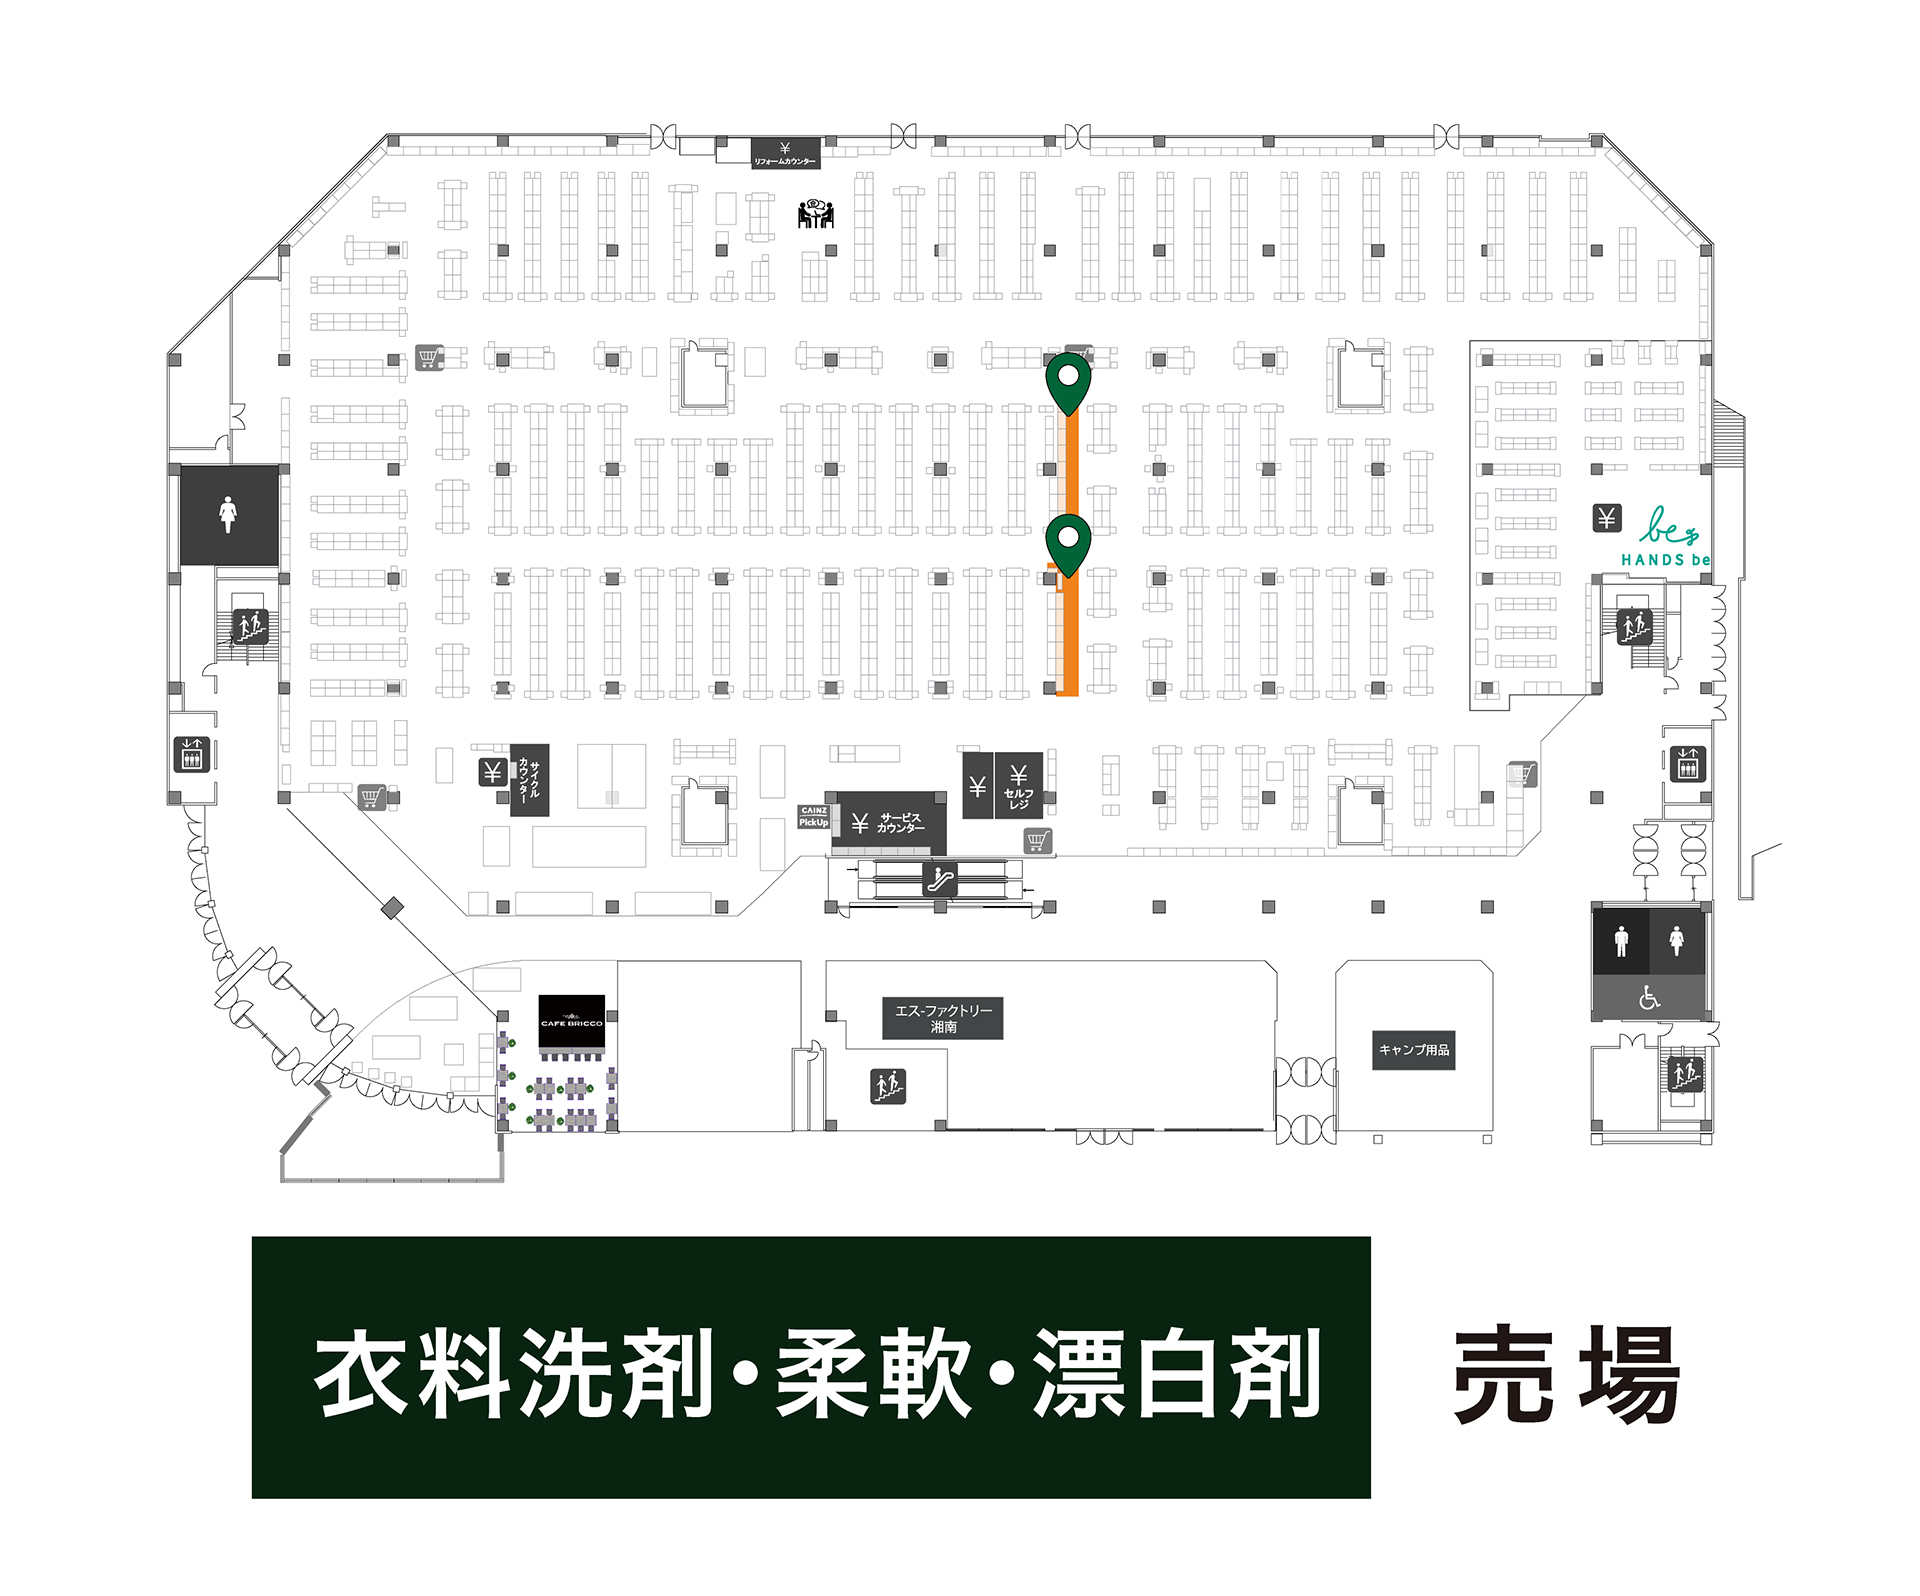 ¥
リフォームカウンター
¥
be
HANDS be
¥
サイクル
カウンター
CAINZ
PickUp
¥
サービス
カウンター
¥
¥
セルフ
レジ
CAFE BRICCO
エス-ファクトリー
湘南
キャンプ用品
衣料洗剤・柔軟・漂白剤 売場